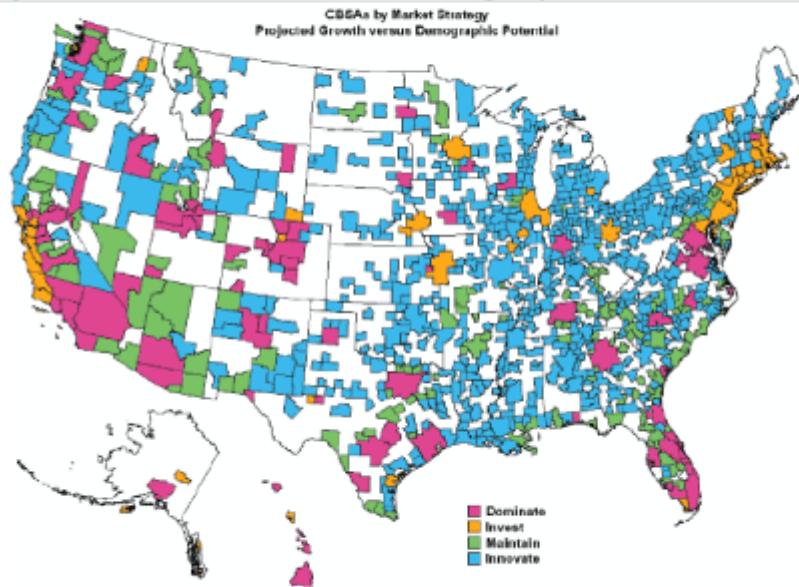 CBSAs by Market Strategy
Projected Growth versus Demographic Potential
Dominate
Invest
Maintain
Innovate